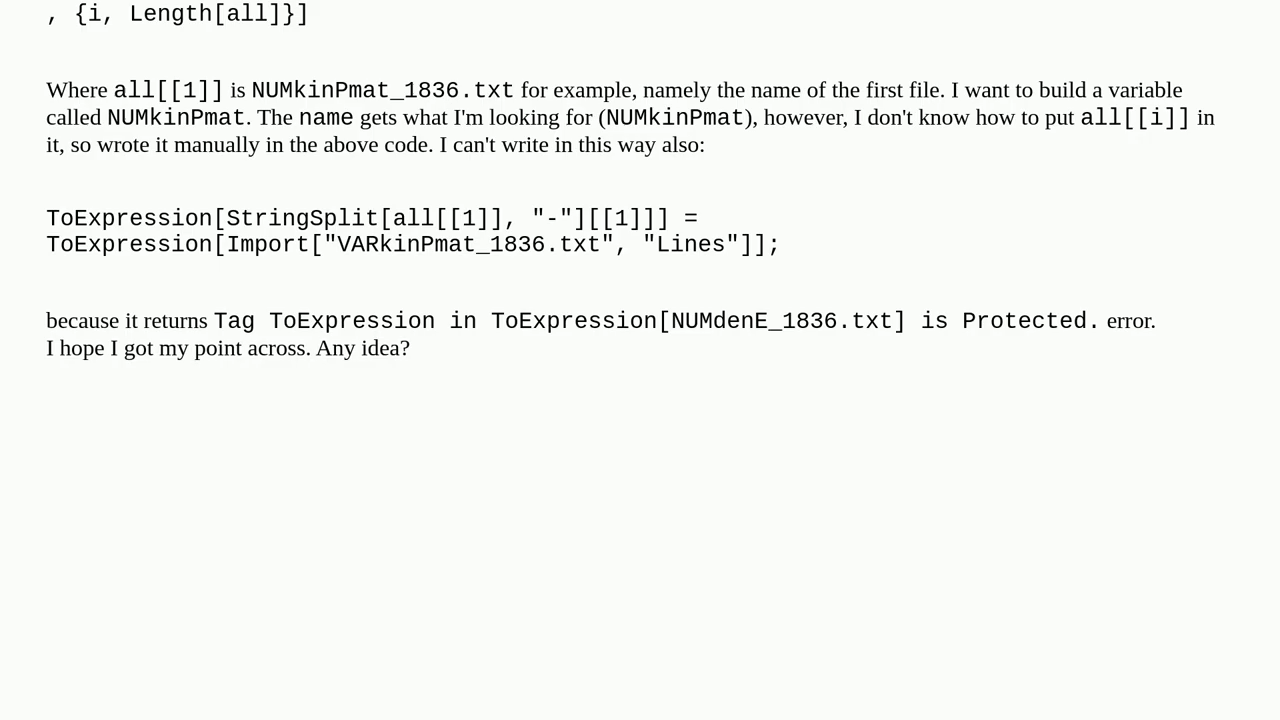 , {i, Length[all]}]
Where all[[1]] is NUMkinPmat_1836.txt for example, namely the name of the first file. I want to build a variable
called NUMkinPmat. The name gets what I'm looking for (NUMkinPmat), however, I don't know how to put all[[i]] in
it, so wrote it manually in the above code. I can't write in this way also:
ToExpression[StringSplit[all[[1]], "-"][[1]]] =
ToExpression[Import["VARkinPmat_1836.txt", "Lines"]];
because it returns Tag ToExpression in ToExpression[NUMdenE_1836.txt] is Protected. error.
I hope I got my point across. Any idea?